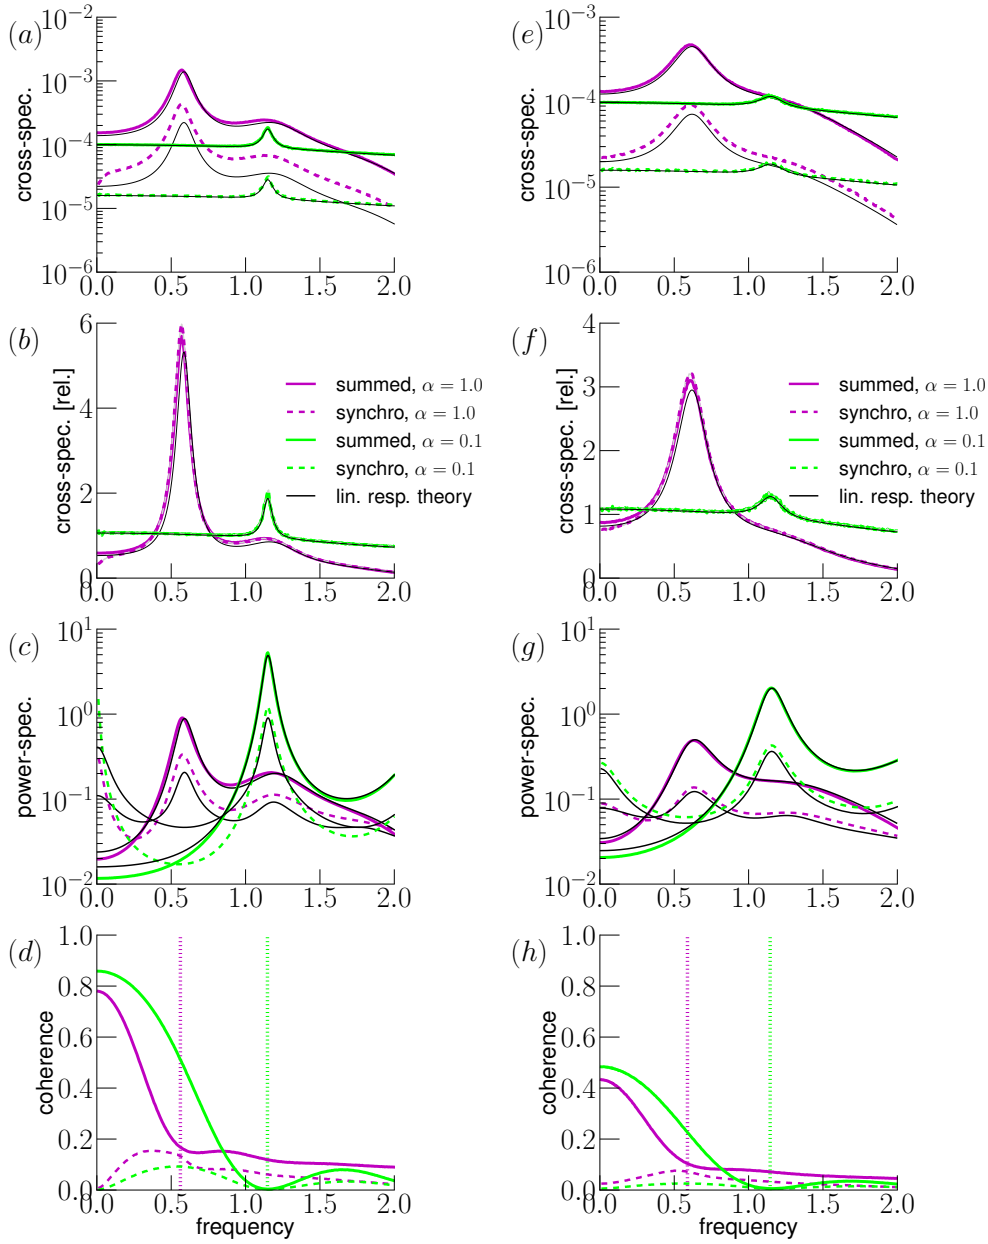 (a)
cross-spec.
10⁻²
10⁻³
10⁻⁴
10⁻⁵
10⁻⁶
0.0 0.5 1.0 1.5 2.0
(e)
cross-spec.
10⁻³
10⁻⁴
10⁻⁵
10⁻⁶
0.0 0.5 1.0 1.5 2.0
(b)
cross-spec. [rel.]
6
4
2
0
0.0 0.5 1.0 1.5 2.0
summed, α = 1.0
synchro, α = 1.0
summed, α = 0.1
synchro, α = 0.1
lin. resp. theory
(f)
cross-spec. [rel.]
4
3
2
1
0
0.0 0.5 1.0 1.5 2.0
summed, α = 1.0
synchro, α = 1.0
summed, α = 0.1
synchro, α = 0.1
lin. resp. theory
(c)
power-spec.
10¹
10⁰
10⁻¹
10⁻²
0.0 0.5 1.0 1.5 2.0
(g)
power-spec.
10¹
10⁰
10⁻¹
10⁻²
0.0 0.5 1.0 1.5 2.0
(d)
coherence
1.0
0.8
0.6
0.4
0.2
0.0
0.0 0.5 1.0 1.5 2.0
frequency
(h)
coherence
1.0
0.8
0.6
0.4
0.2
0.0
0.0 0.5 1.0 1.5 2.0
frequency